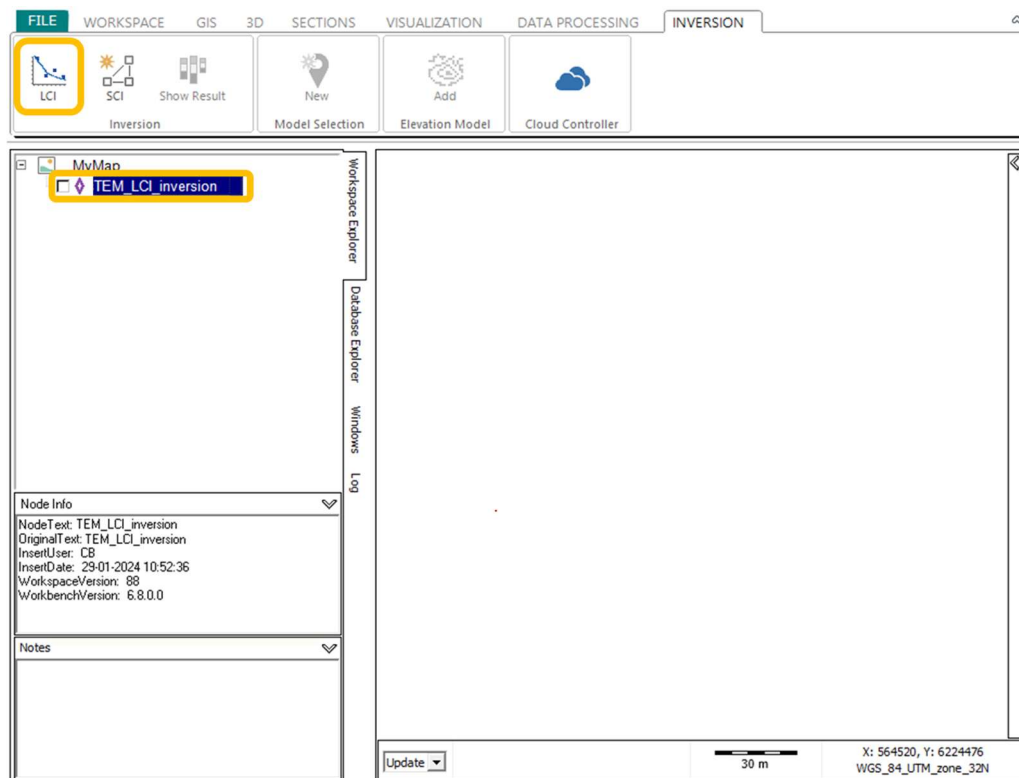 FILE WORKSPACE GIS 3D SECTIONS VISUALIZATION DATA PROCESSING INVERSION
LCI SCI Show Result New Add
Inversion Model Selection Elevation Model Cloud Controller
MyMap
TEM_LCI_inversion
Workspace Explorer
Database Explorer
Windows
Log
Node Info
NodeText: TEM_LCI_inversion
OriginalText: TEM_LCI_inversion
InsertUser: CB
InsertDate: 29-01-2024 10:52:36
WorkspaceVersion: 88
WorkbenchVersion: 6.8.0.0
Notes
Update
30 m
X: 564520, Y: 6224476
WGS_84_UTM_zone_32N